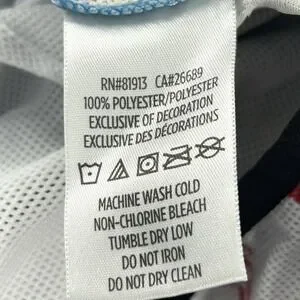 RN#81913 CA#26689
100% POLYESTER/POLYESTER
EXCLUSIVE OF DECORATION
EXCLUSIVE DES DÉCORATIONS
MACHINE WASH COLD
NON-CHLORINE BLEACH
TUMBLE DRY LOW
DO NOT IRON
DO NOT DRY CLEAN